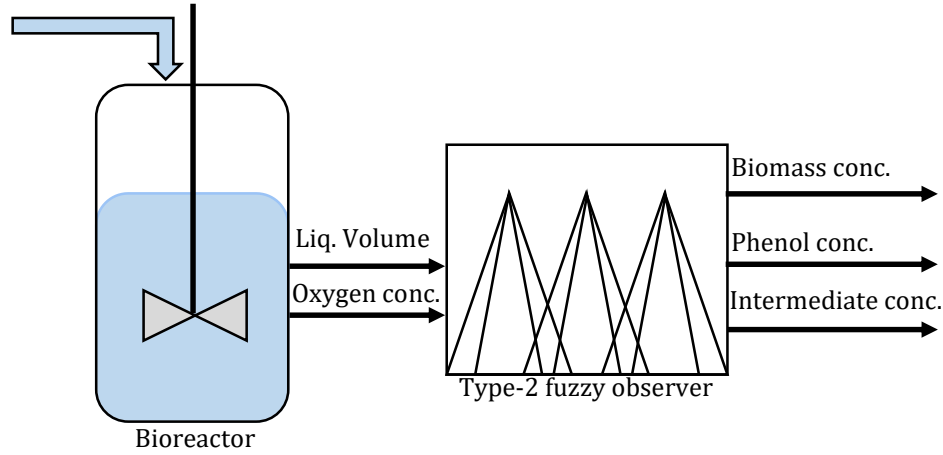 Biomass conc.
Liq. Volume
Phenol conc.
Oxygen conc.
Intermediate conc.
Type-2 fuzzy observer
Bioreactor